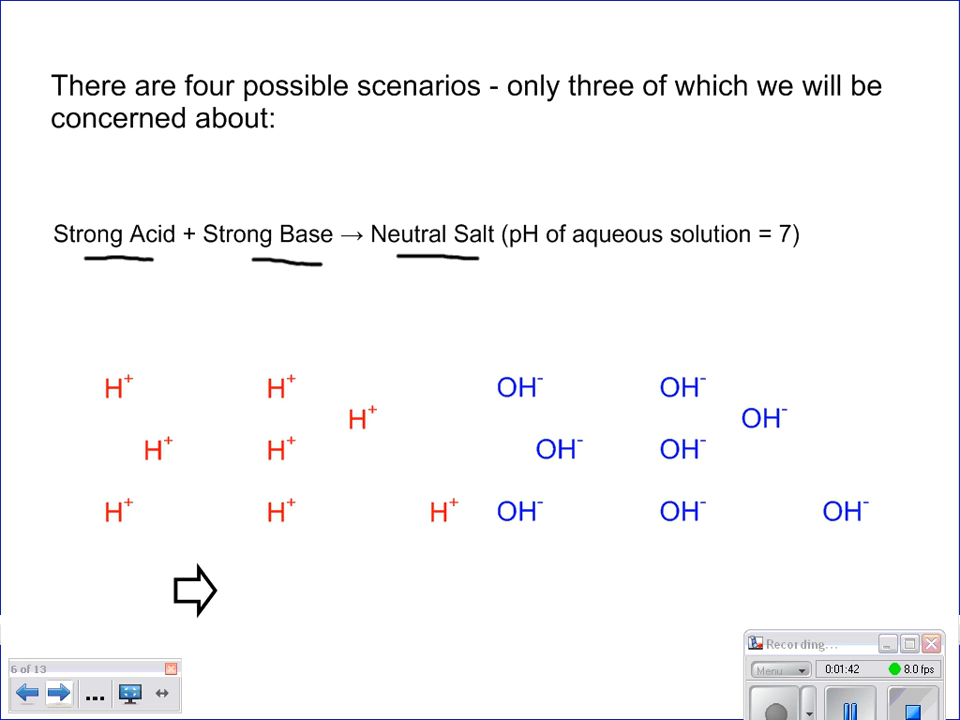 There are four possible scenarios - only three of which we will be
concerned about:
Strong Acid + Strong Base → Neutral Salt (pH of aqueous solution = 7)
H⁺ H⁺ OH⁻ OH⁻
H⁺ OH⁻
H⁺ H⁺ OH⁻ OH⁻
H⁺ H⁺ H⁺ OH⁻ OH⁻ OH⁻
6 of 13
...
Recording...
Menu 0:01:42 8.0 fps